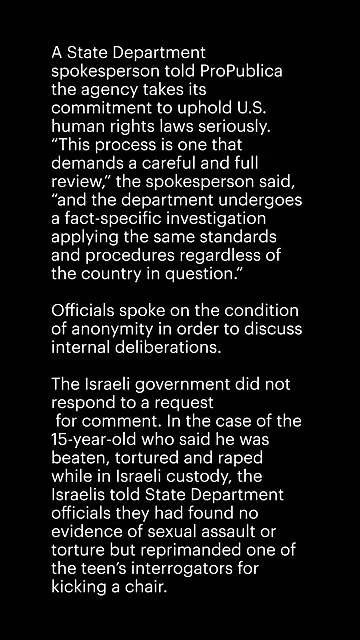 A State Department
spokesperson told ProPublica
the agency takes its
commitment to uphold U.S.
human rights laws seriously.
“This process is one that
demands a careful and full
review,” the spokesperson said,
“and the department undergoes
a fact-specific investigation
applying the same standards
and procedures regardless of
the country in question.”
Officials spoke on the condition
of anonymity in order to discuss
internal deliberations.
The Israeli government did not
respond to a request
for comment. In the case of the
15-year-old who said he was
beaten, tortured and raped
while in Israeli custody, the
Israelis told State Department
officials they had found no
evidence of sexual assault or
torture but reprimanded one of
the teen’s interrogators for
kicking a chair.